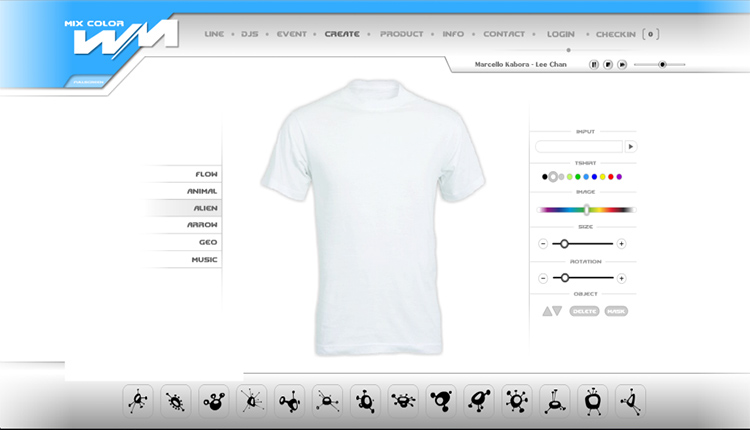 MIX COLOR
WM
LINE • DJS • EVENT • CREATE • PRODUCT • INFO • CONTACT • LOGIN • CHECKIN [0]
Marcello Kabora - Lee Chan
INPUT
TSHIRT
IMAGE
SIZE
ROTATION
OBJECT
DELETE MASK
FLOW
ANIMAL
ALIEN
ARROW
GEO
MUSIC